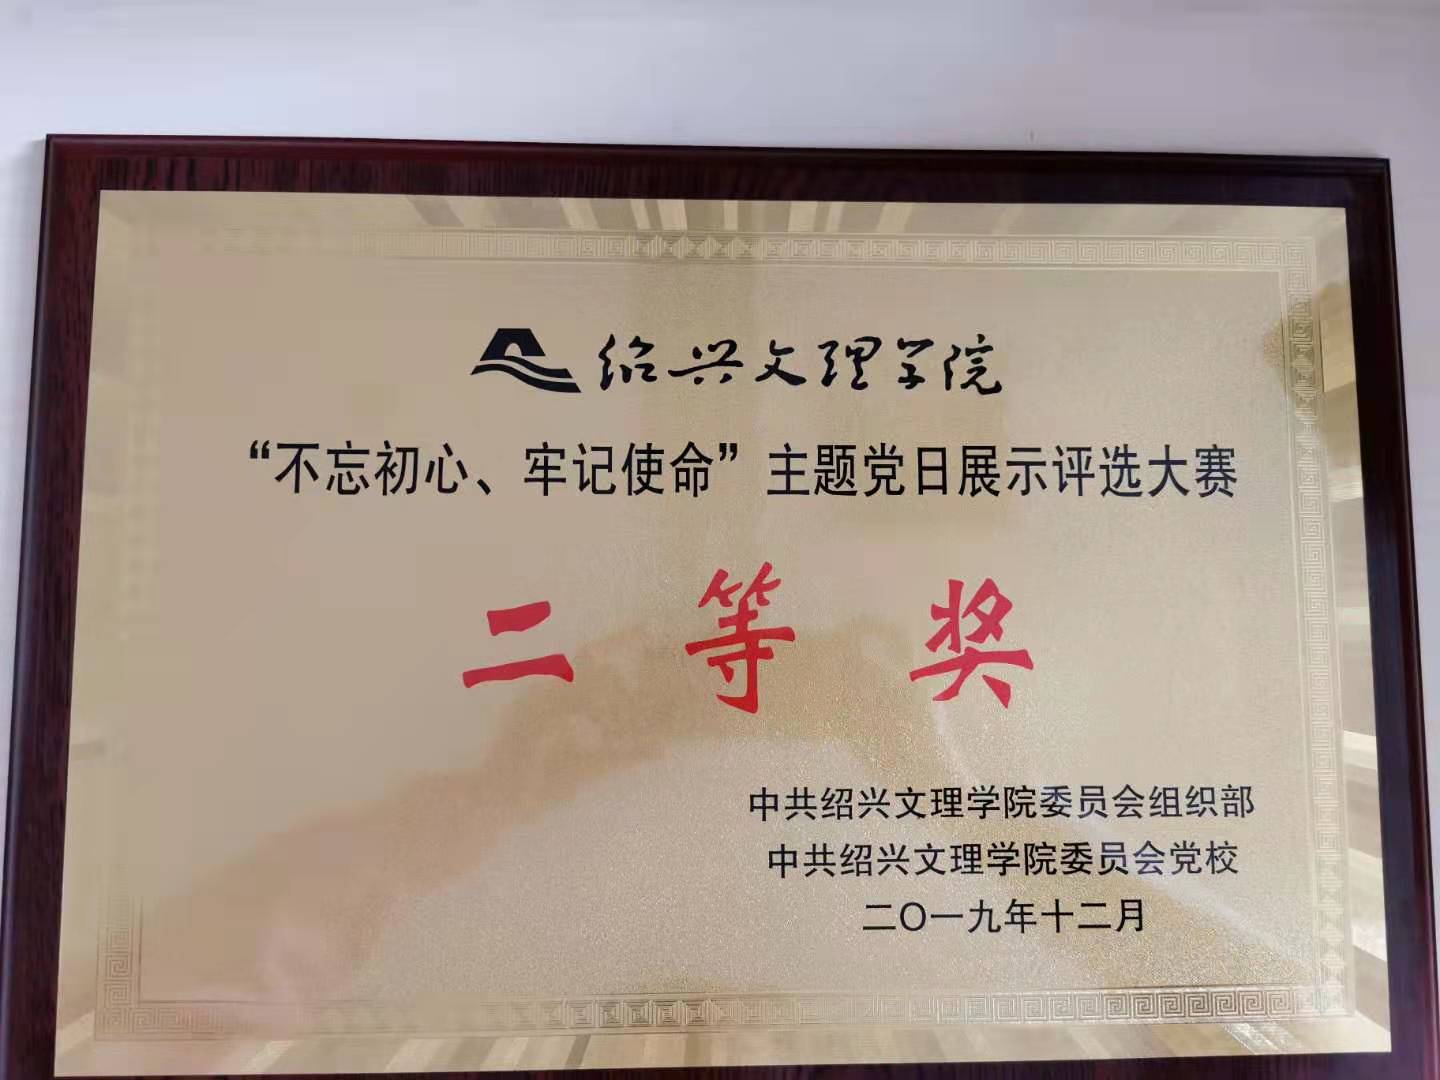 绍兴文理学院
“不忘初心、牢记使命”主题党日展示评选大赛
二等奖
中共绍兴文理学院委员会组织部
中共绍兴文理学院委员会党校
二〇一九年十二月